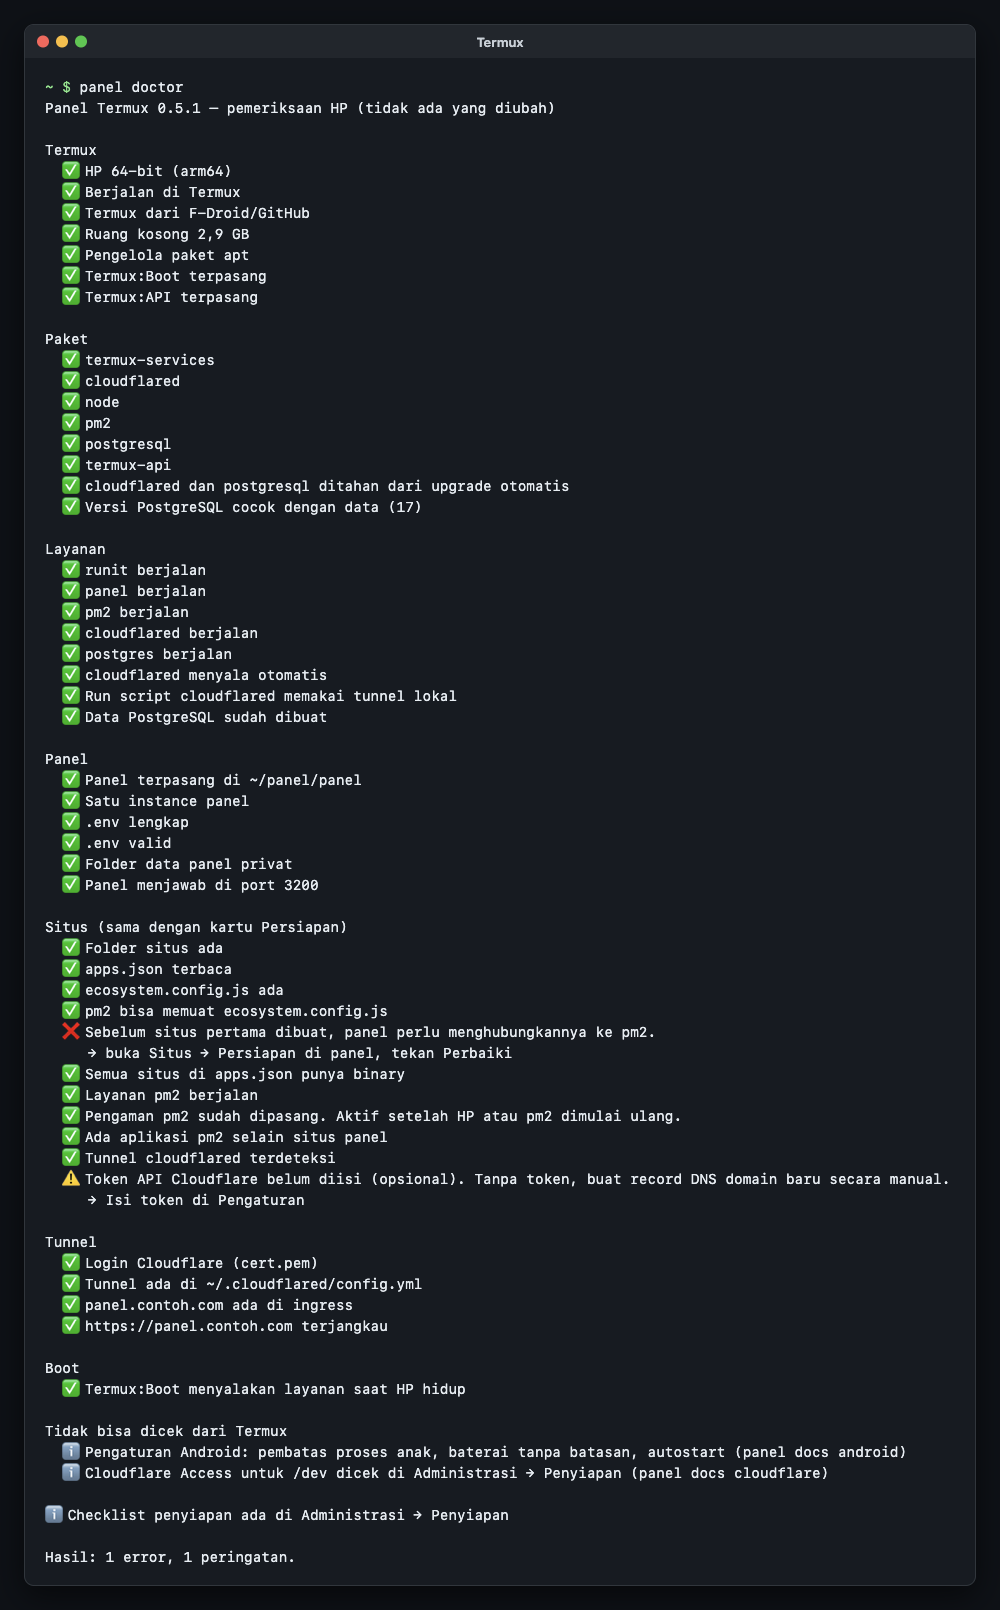 Termux
~ $ panel doctor
Panel Termux 0.5.1 — pemeriksaan HP (tidak ada yang diubah)
Termux
✅ HP 64-bit (arm64)
✅ Berjalan di Termux
✅ Termux dari F-Droid/GitHub
✅ Ruang kosong 2,9 GB
✅ Pengelola paket apt
✅ Termux:Boot terpasang
✅ Termux:API terpasang
Paket
✅ termux-services
✅ cloudflared
✅ node
✅ pm2
✅ postgresql
✅ termux-api
✅ cloudflared dan postgresql ditahan dari upgrade otomatis
✅ Versi PostgreSQL cocok dengan data (17)
Layanan
✅ runit berjalan
✅ panel berjalan
✅ pm2 berjalan
✅ cloudflared berjalan
✅ postgres berjalan
✅ cloudflared menyala otomatis
✅ Run script cloudflared memakai tunnel lokal
✅ Data PostgreSQL sudah dibuat
Panel
✅ Panel terpasang di ~/panel/panel
✅ Satu instance panel
✅ .env lengkap
✅ .env valid
✅ Folder data panel privat
✅ Panel menjawab di port 3200
Situs (sama dengan kartu Persiapan)
✅ Folder situs ada
✅ apps.json terbaca
✅ ecosystem.config.js ada
✅ pm2 bisa memuat ecosystem.config.js
❌ Sebelum situs pertama dibuat, panel perlu menghubungkannya ke pm2.
→ buka Situs → Persiapan di panel, tekan Perbaiki
✅ Semua situs di apps.json punya binary
✅ Layanan pm2 berjalan
✅ Pengaman pm2 sudah dipasang. Aktif setelah HP atau pm2 dimulai ulang.
✅ Ada aplikasi pm2 selain situs panel
✅ Tunnel cloudflared terdeteksi
⚠️ Token API Cloudflare belum diisi (opsional). Tanpa token, buat record DNS domain baru secara manual.
→ Isi token di Pengaturan
Tunnel
✅ Login Cloudflare (cert.pem)
✅ Tunnel ada di ~/.cloudflared/config.yml
✅ panel.contoh.com ada di ingress
✅ https://panel.contoh.com terjangkau
Boot
✅ Termux:Boot menyalakan layanan saat HP hidup
Tidak bisa dicek dari Termux
ℹ️ Pengaturan Android: pembatas proses anak, baterai tanpa batasan, autostart (panel docs android)
ℹ️ Cloudflare Access untuk /dev dicek di Administrasi → Penyiapan (panel docs cloudflare)
ℹ️ Checklist penyiapan ada di Administrasi → Penyiapan
Hasil: 1 error, 1 peringatan.